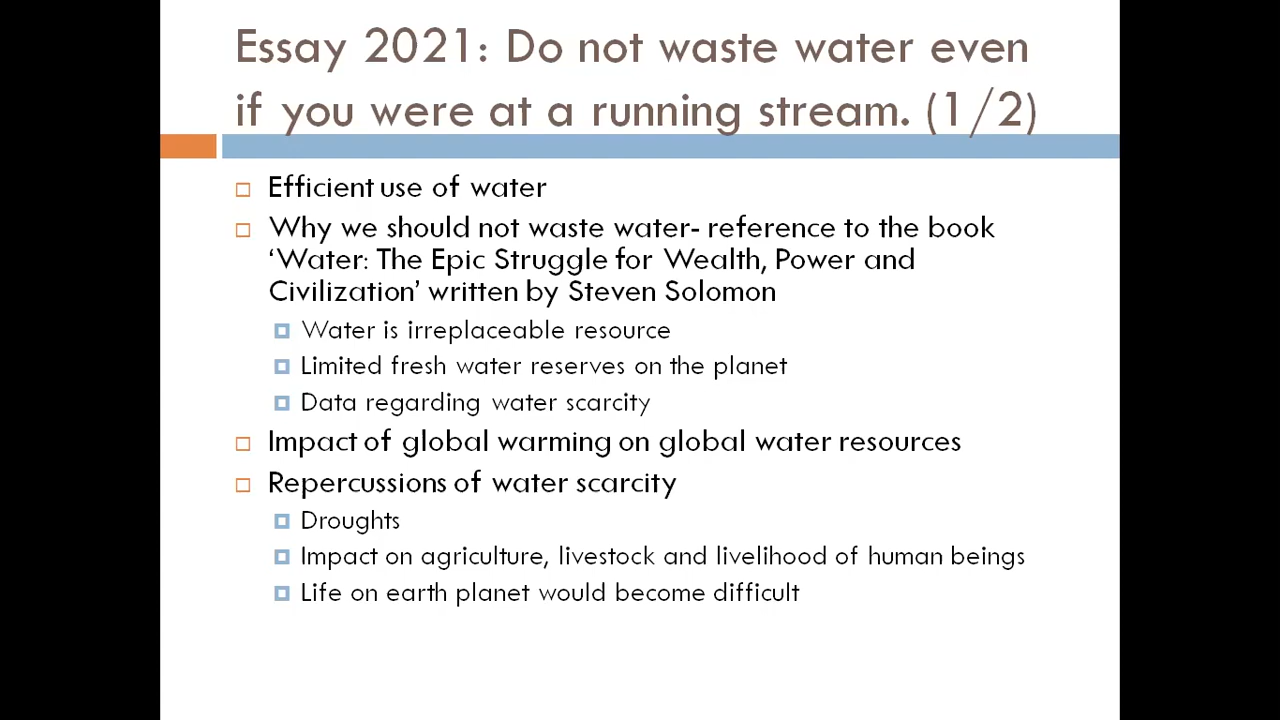 Essay 2021: Do not waste water even
if you were at a running stream. (1/2)
Efficient use of water
Why we should not waste water- reference to the book
‘Water: The Epic Struggle for Wealth, Power and
Civilization’ written by Steven Solomon
Water is irreplaceable resource
Limited fresh water reserves on the planet
Data regarding water scarcity
Impact of global warming on global water resources
Repercussions of water scarcity
Droughts
Impact on agriculture, livestock and livelihood of human beings
Life on earth planet would become difficult